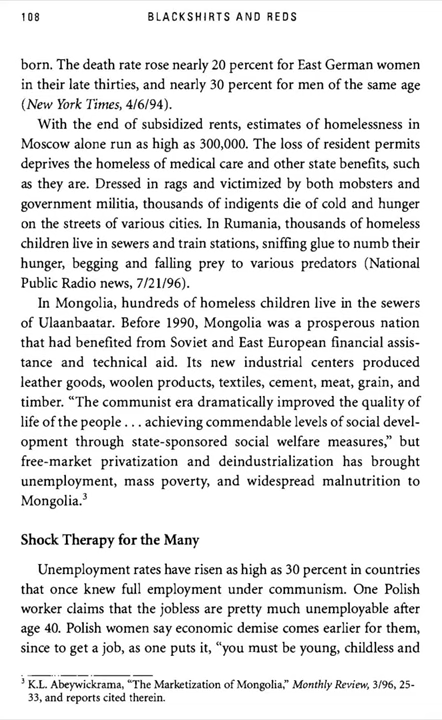 108 BLACKSHIRTS AND REDS
born. The death rate rose nearly 20 percent for East German women
in their late thirties, and nearly 30 percent for men of the same age
(New York Times, 4/6/94).
With the end of subsidized rents, estimates of homelessness in
Moscow alone run as high as 300,000. The loss of resident permits
deprives the homeless of medical care and other state benefits, such
as they are. Dressed in rags and victimized by both mobsters and
government militia, thousands of indigents die of cold and hunger
on the streets of various cities. In Rumania, thousands of homeless
children live in sewers and train stations, sniffing glue to numb their
hunger, begging and falling prey to various predators (National
Public Radio news, 7/21/96).
In Mongolia, hundreds of homeless children live in the sewers
of Ulaanbaatar. Before 1990, Mongolia was a prosperous nation
that had benefited from Soviet and East European financial assis-
tance and technical aid. Its new industrial centers produced
leather goods, woolen products, textiles, cement, meat, grain, and
timber. “The communist era dramatically improved the quality of
life of the people . . . achieving commendable levels of social devel-
opment through state-sponsored social welfare measures,” but
free-market privatization and deindustrialization has brought
unemployment, mass poverty, and widespread malnutrition to
Mongolia.³
Shock Therapy for the Many
Unemployment rates have risen as high as 30 percent in countries
that once knew full employment under communism. One Polish
worker claims that the jobless are pretty much unemployable after
age 40. Polish women say economic demise comes earlier for them,
since to get a job, as one puts it, “you must be young, childless and
³ K.L. Abeywickrama, “The Marketization of Mongolia,” Monthly Review, 3/96, 25-
33, and reports cited therein.